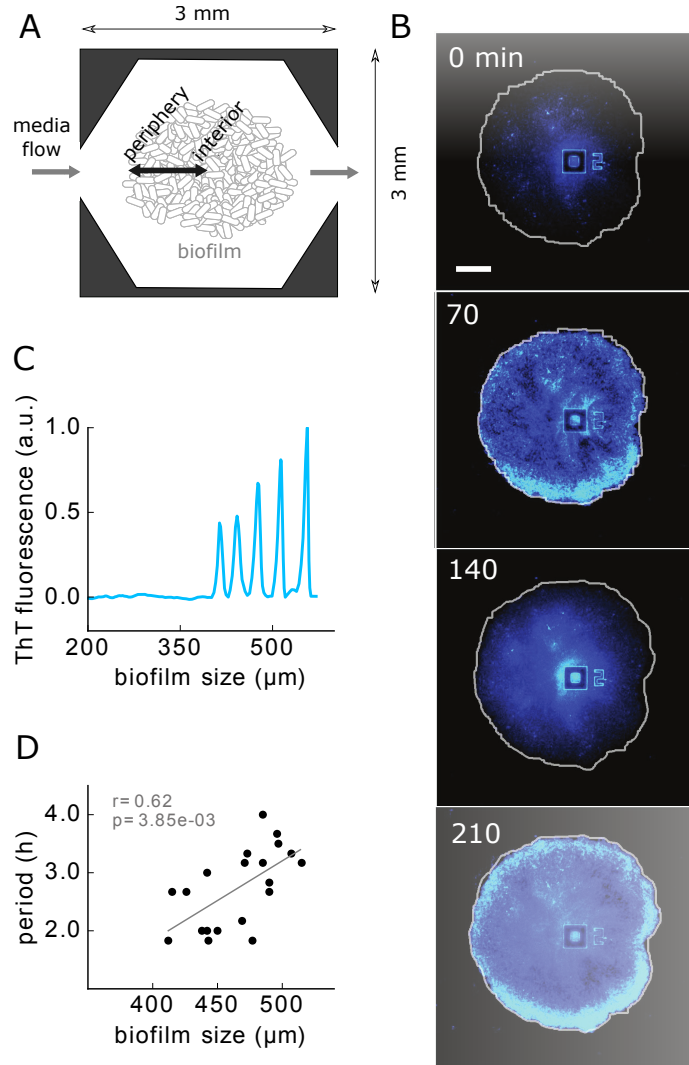 A
3 mm
media
flow
periphery
interior
biofilm
3 mm
B
0 min
70
140
210
C
ThT fluorescence (a.u.)
1.0
0.5
0.0
200
350
500
biofilm size (μm)
D
r= 0.62
p= 3.85e-03
period (h)
4.0
3.0
2.0
400
450
500
biofilm size (μm)